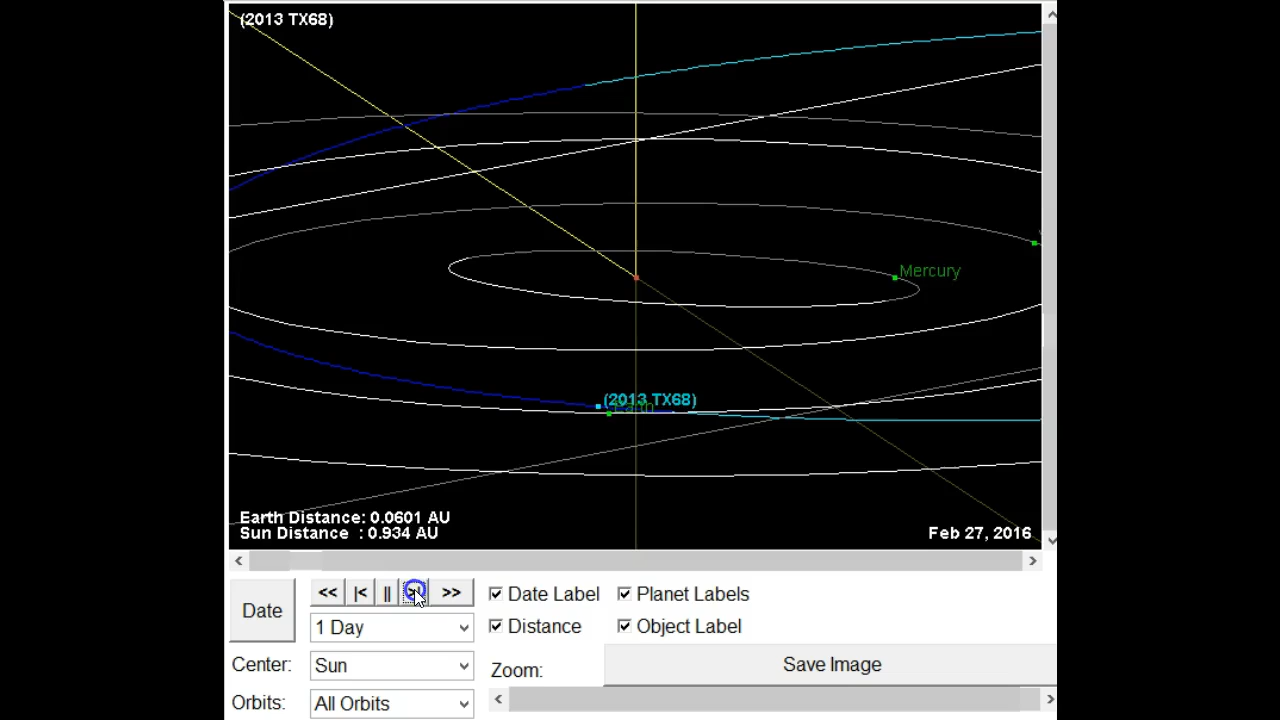 (2013 TX68)
Mercury
(2013 TX68)
Earth
Earth Distance: 0.0601 AU
Sun Distance : 0.934 AU
Feb 27, 2016
Date
<< |< || >| >>
Date Label
Planet Labels
1 Day
Distance
Object Label
Center:
Sun
Zoom:
Save Image
Orbits:
All Orbits